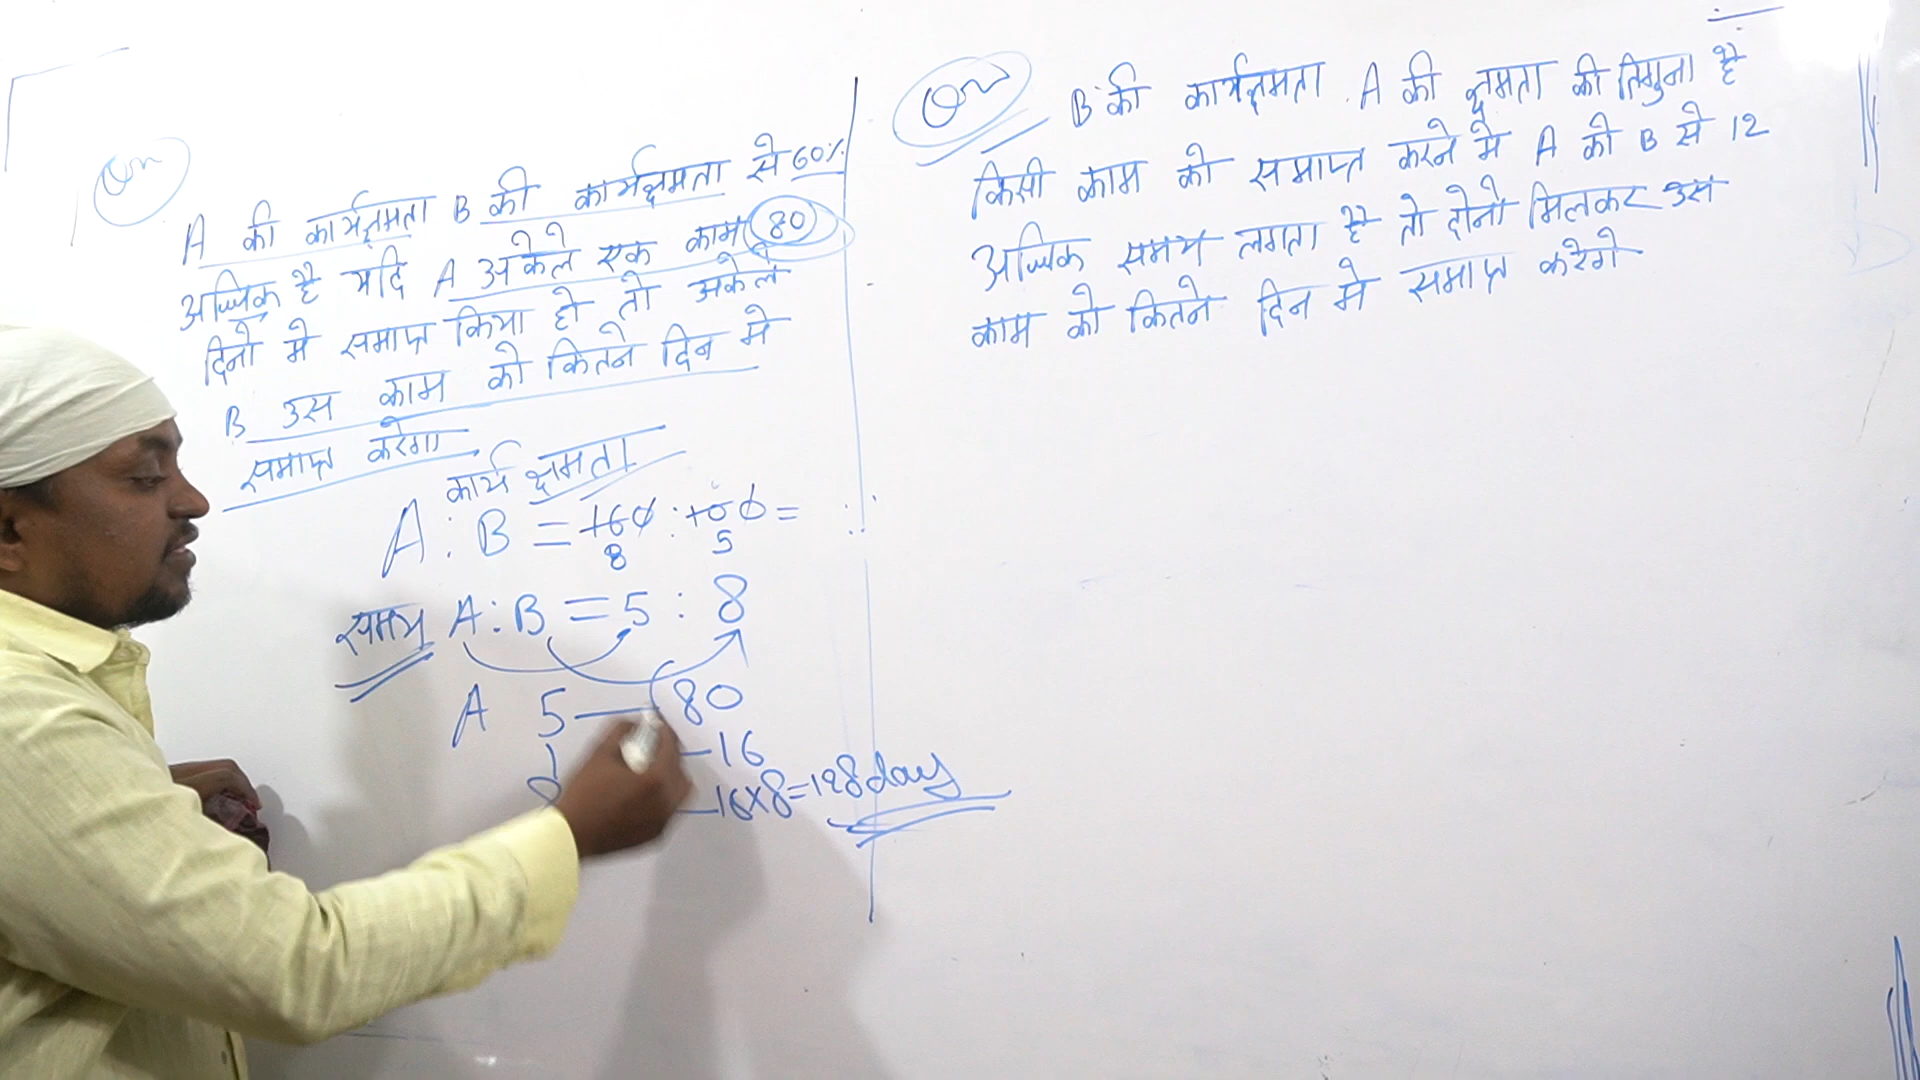 Qn
A की कार्यक्षमता B की कार्यक्षमता से 60%
अधिक है यदि A अकेले एक काम 80
दिनो मे समाप्त किया हो तो अकेले
B उस काम को कितने दिन मे
समाप्त करेगा
कार्य क्षमता
A : B = 160 : 100 =
8 5
समय A : B = 5 : 8
A 5 — 80
1 — 16
8 — 16×8=128 day
Qn
B की कार्यक्षमता A की क्षमता की तिगुना है
किसी काम को समाप्त करने मे A को B से 12
अधिक समय लगता है तो दोनो मिलकर उस
काम को कितने दिन मे समाप्त करेगे